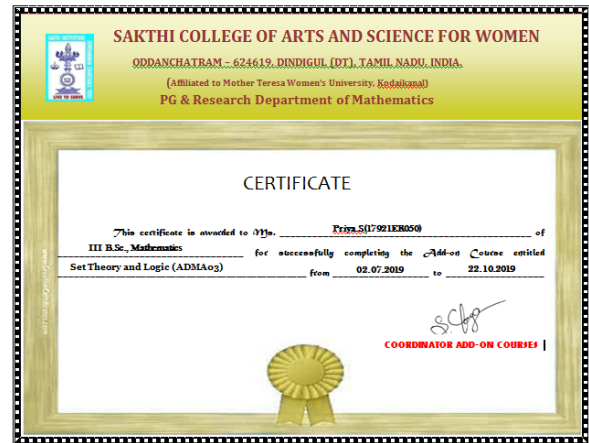 SAKTHI COLLEGE OF ARTS AND SCIENCE FOR WOMEN
ODDANCHATRAM – 624619, DINDIGUL (DT), TAMIL NADU, INDIA.
(Affiliated to Mother Teresa Women's University, Kodaikanal)
PG & Research Department of Mathematics
LIVE TO SERVE
CERTIFICATE
This certificate is awarded to Ms. Priya.S(17921ER050) of
III B.Sc., Mathematics for successfully completing the Add-on Course entitled
Set Theory and Logic (ADMA03) from 02.07.2019 to 22.10.2019
COORDINATOR ADD-ON COURSES